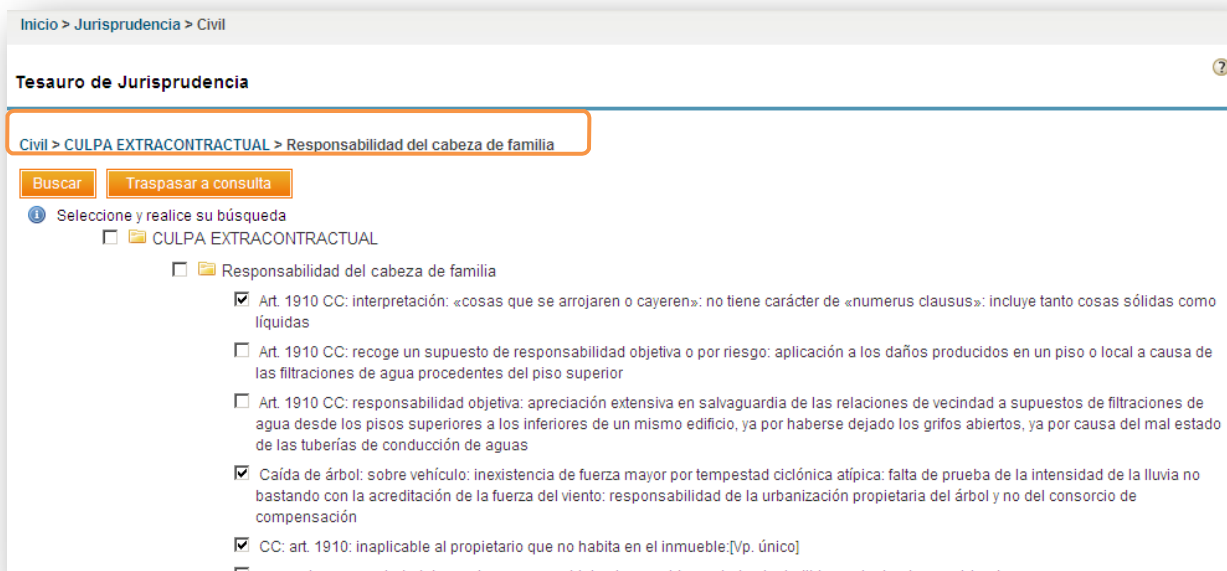 Inicio > Jurisprudencia > Civil
Tesauro de Jurisprudencia
?
Civil > CULPA EXTRACONTRACTUAL > Responsabilidad del cabeza de familia
Buscar Traspasar a consulta
i Seleccione y realice su búsqueda
CULPA EXTRACONTRACTUAL
Responsabilidad del cabeza de familia
Art. 1910 CC: interpretación: «cosas que se arrojaren o cayeren»: no tiene carácter de «numerus clausus»: incluye tanto cosas sólidas como
líquidas
Art. 1910 CC: recoge un supuesto de responsabilidad objetiva o por riesgo: aplicación a los daños producidos en un piso o local a causa de
las filtraciones de agua procedentes del piso superior
Art. 1910 CC: responsabilidad objetiva: apreciación extensiva en salvaguardia de las relaciones de vecindad a supuestos de filtraciones de
agua desde los pisos superiores a los inferiores de un mismo edificio, ya por haberse dejado los grifos abiertos, ya por causa del mal estado
de las tuberías de conducción de aguas
Caída de árbol: sobre vehículo: inexistencia de fuerza mayor por tempestad ciclónica atípica: falta de prueba de la intensidad de la lluvia no
bastando con la acreditación de la fuerza del viento: responsabilidad de la urbanización propietaria del árbol y no del consorcio de
compensación
CC: art. 1910: inaplicable al propietario que no habita en el inmueble:[Vp. único]